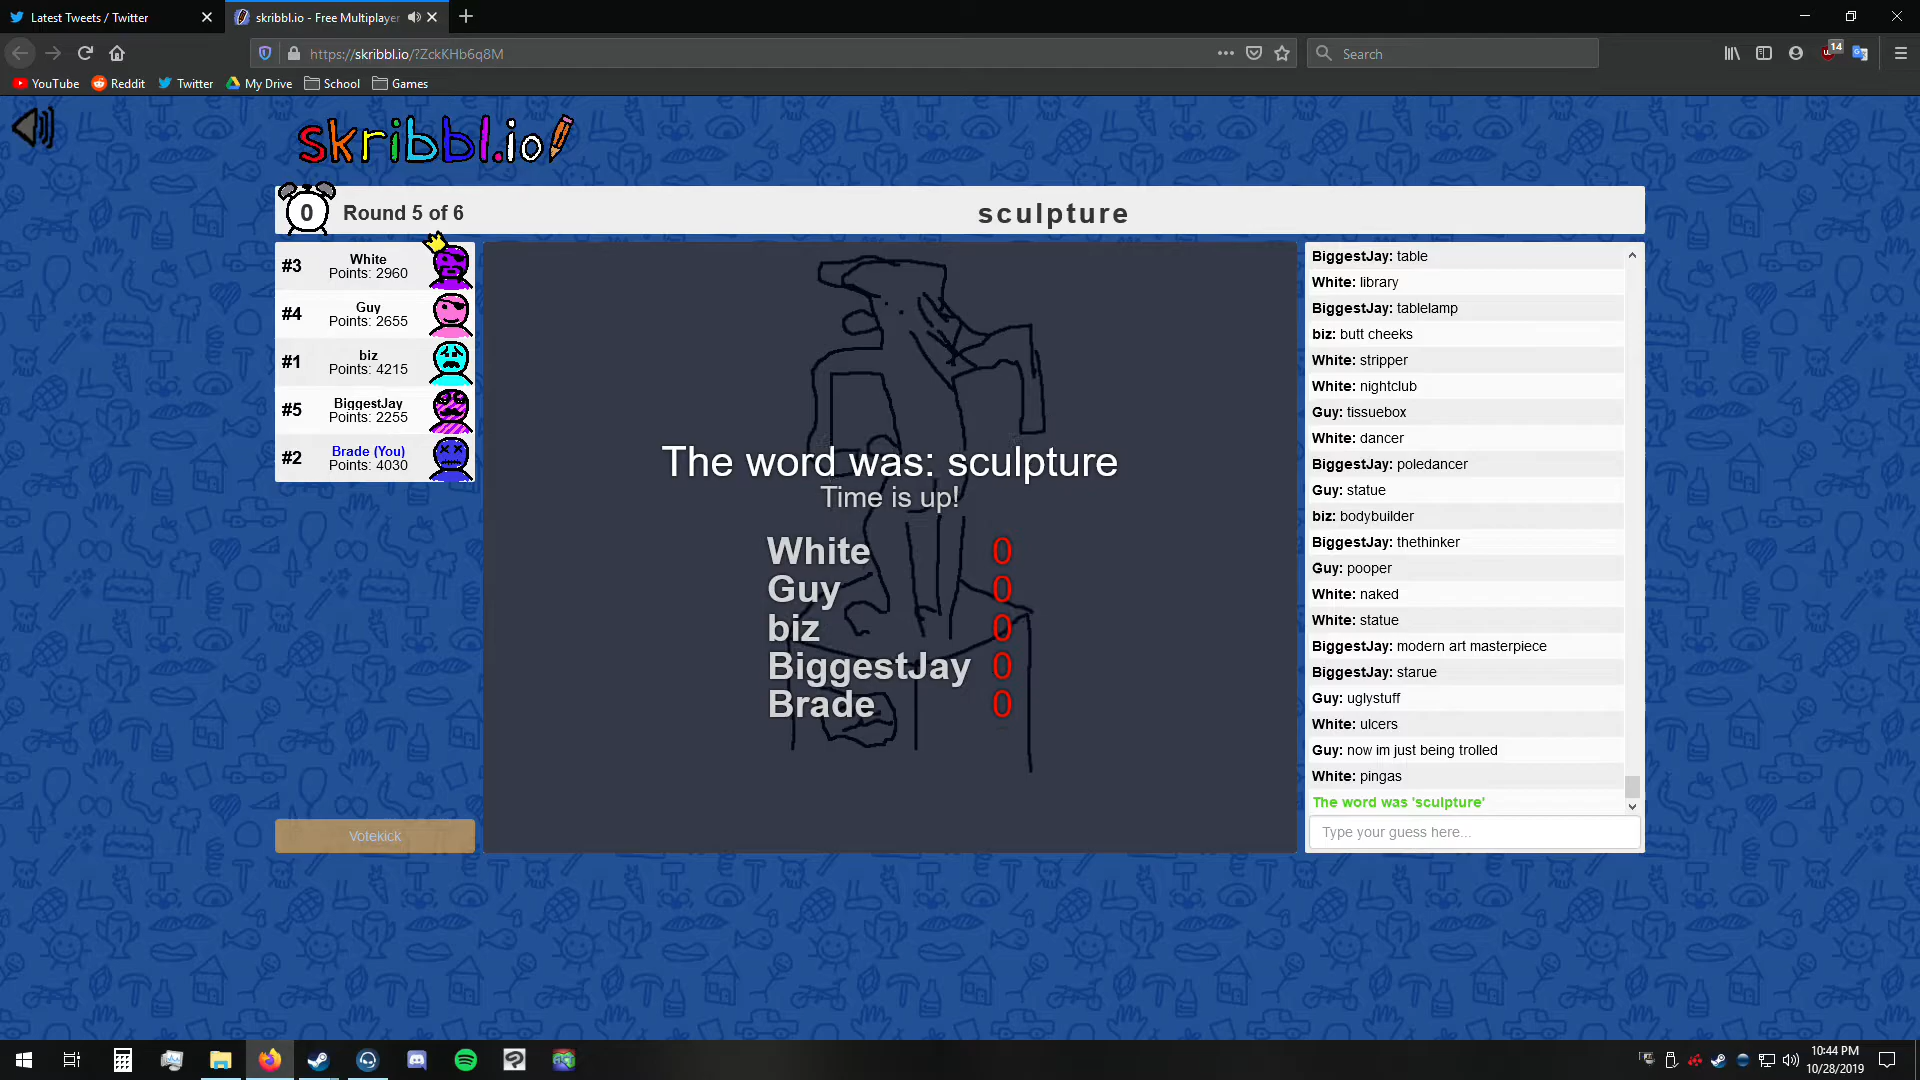 Latest Tweets / Twitter
skribbl.io - Free Multiplayer
https://skribbl.io/?ZckKHb6q8M
Search
14
YouTube
Reddit
Twitter
My Drive
School
Games
skribbl.io
0
Round 5 of 6
sculpture
#3
White
Points: 2960
#4
Guy
Points: 2655
#1
biz
Points: 4215
#5
BiggestJay
Points: 2255
#2
Brade (You)
Points: 4030
Votekick
The word was: sculpture
Time is up!
White 0
Guy 0
biz 0
BiggestJay 0
Brade 0
BiggestJay: table
White: library
BiggestJay: tablelamp
biz: butt cheeks
White: stripper
White: nightclub
Guy: tissuebox
White: dancer
BiggestJay: poledancer
Guy: statue
biz: bodybuilder
BiggestJay: thethinker
Guy: pooper
White: naked
White: statue
BiggestJay: modern art masterpiece
BiggestJay: starue
Guy: uglystuff
White: ulcers
Guy: now im just being trolled
White: pingas
The word was 'sculpture'
Type your guess here...
10:44 PM
10/28/2019